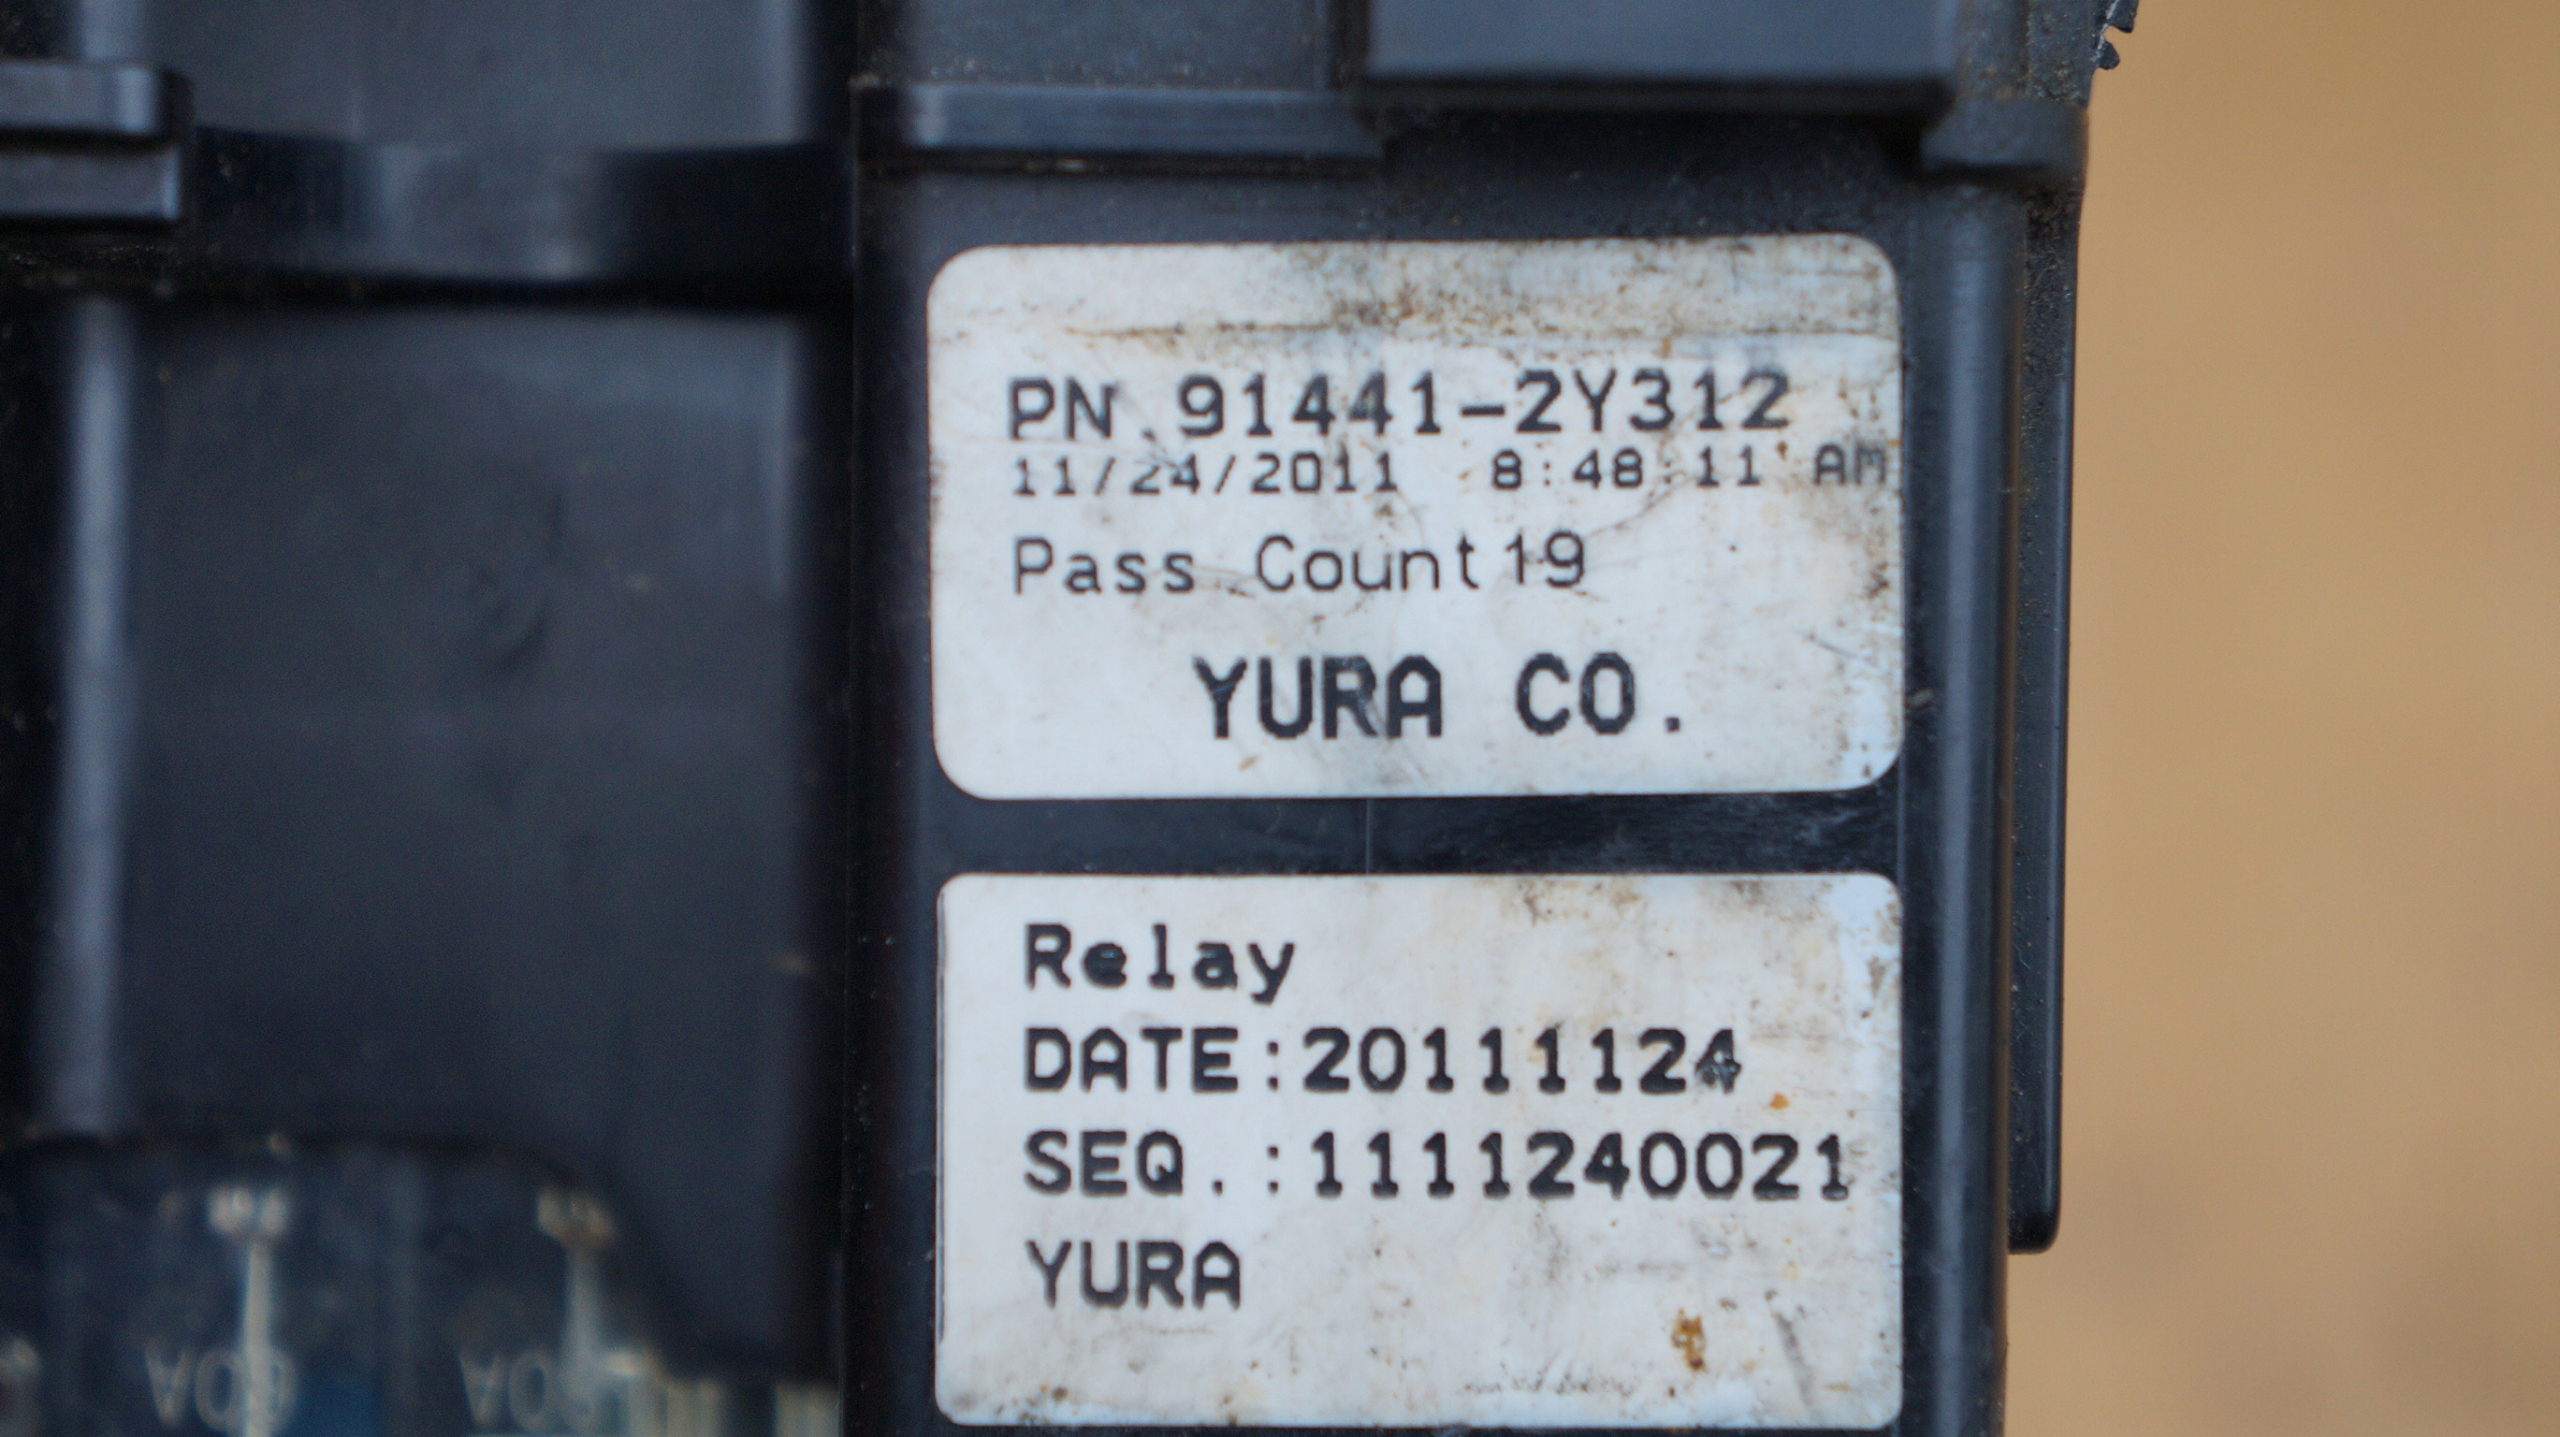 PN.91441-2Y312
11/24/2011 8:48:11 AM
Pass Count19
YURA CO.
Relay
DATE:20111124
SEQ.:1111240021
YURA